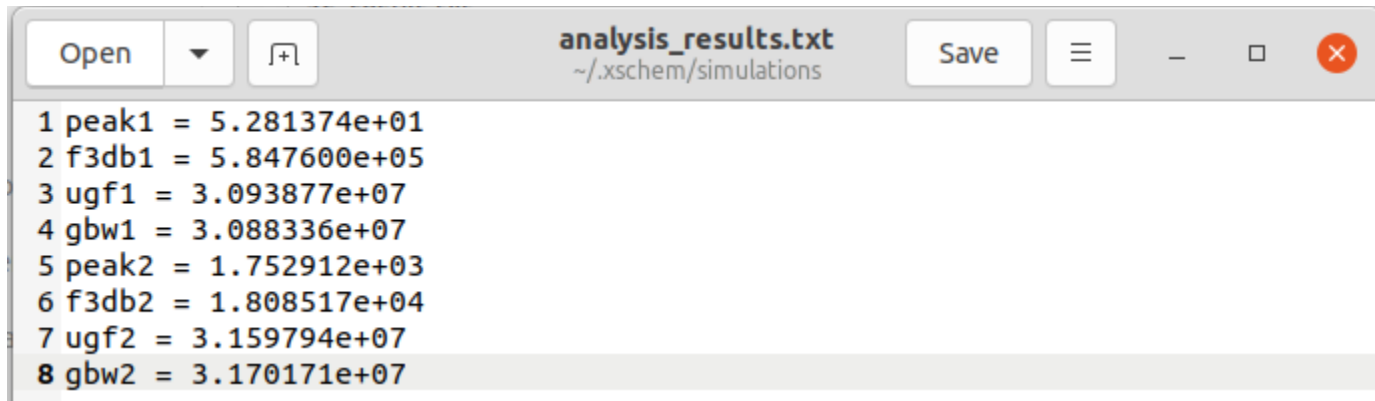 Open
analysis_results.txt
~/.xschem/simulations
Save
1 peak1 = 5.281374e+01
2 f3db1 = 5.847600e+05
3 ugf1 = 3.093877e+07
4 gbw1 = 3.088336e+07
5 peak2 = 1.752912e+03
6 f3db2 = 1.808517e+04
7 ugf2 = 3.159794e+07
8 gbw2 = 3.170171e+07